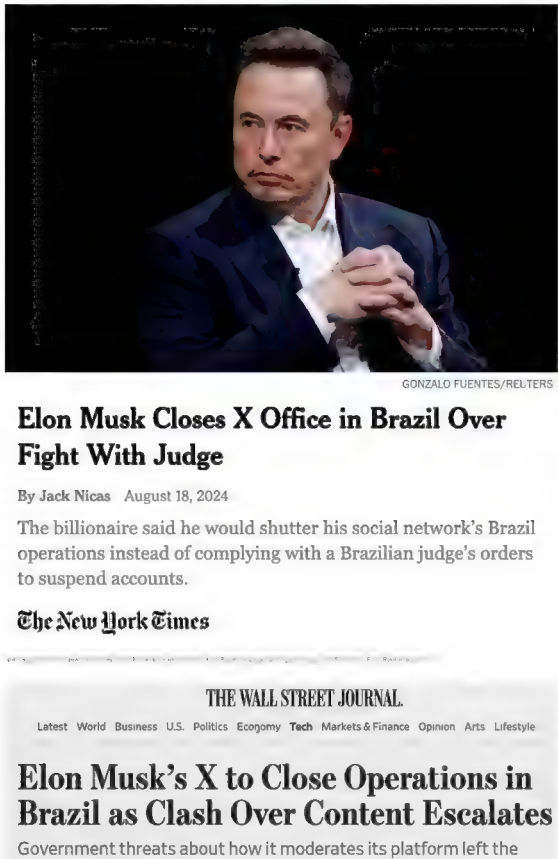 GONZALO FUENTES/REUTERS
Elon Musk Closes X Office in Brazil Over
Fight With Judge
By Jack Nicas August 18, 2024
The billionaire said he would shutter his social network's Brazil
operations instead of complying with a Brazilian judge's orders
to suspend accounts.
The New York Times
THE WALL STREET JOURNAL.
Latest World Business U.S. Politics Economy Tech Markets & Finance Opinion Arts Lifestyle
Elon Musk's X to Close Operations in
Brazil as Clash Over Content Escalates
Government threats about how it moderates its platform left the